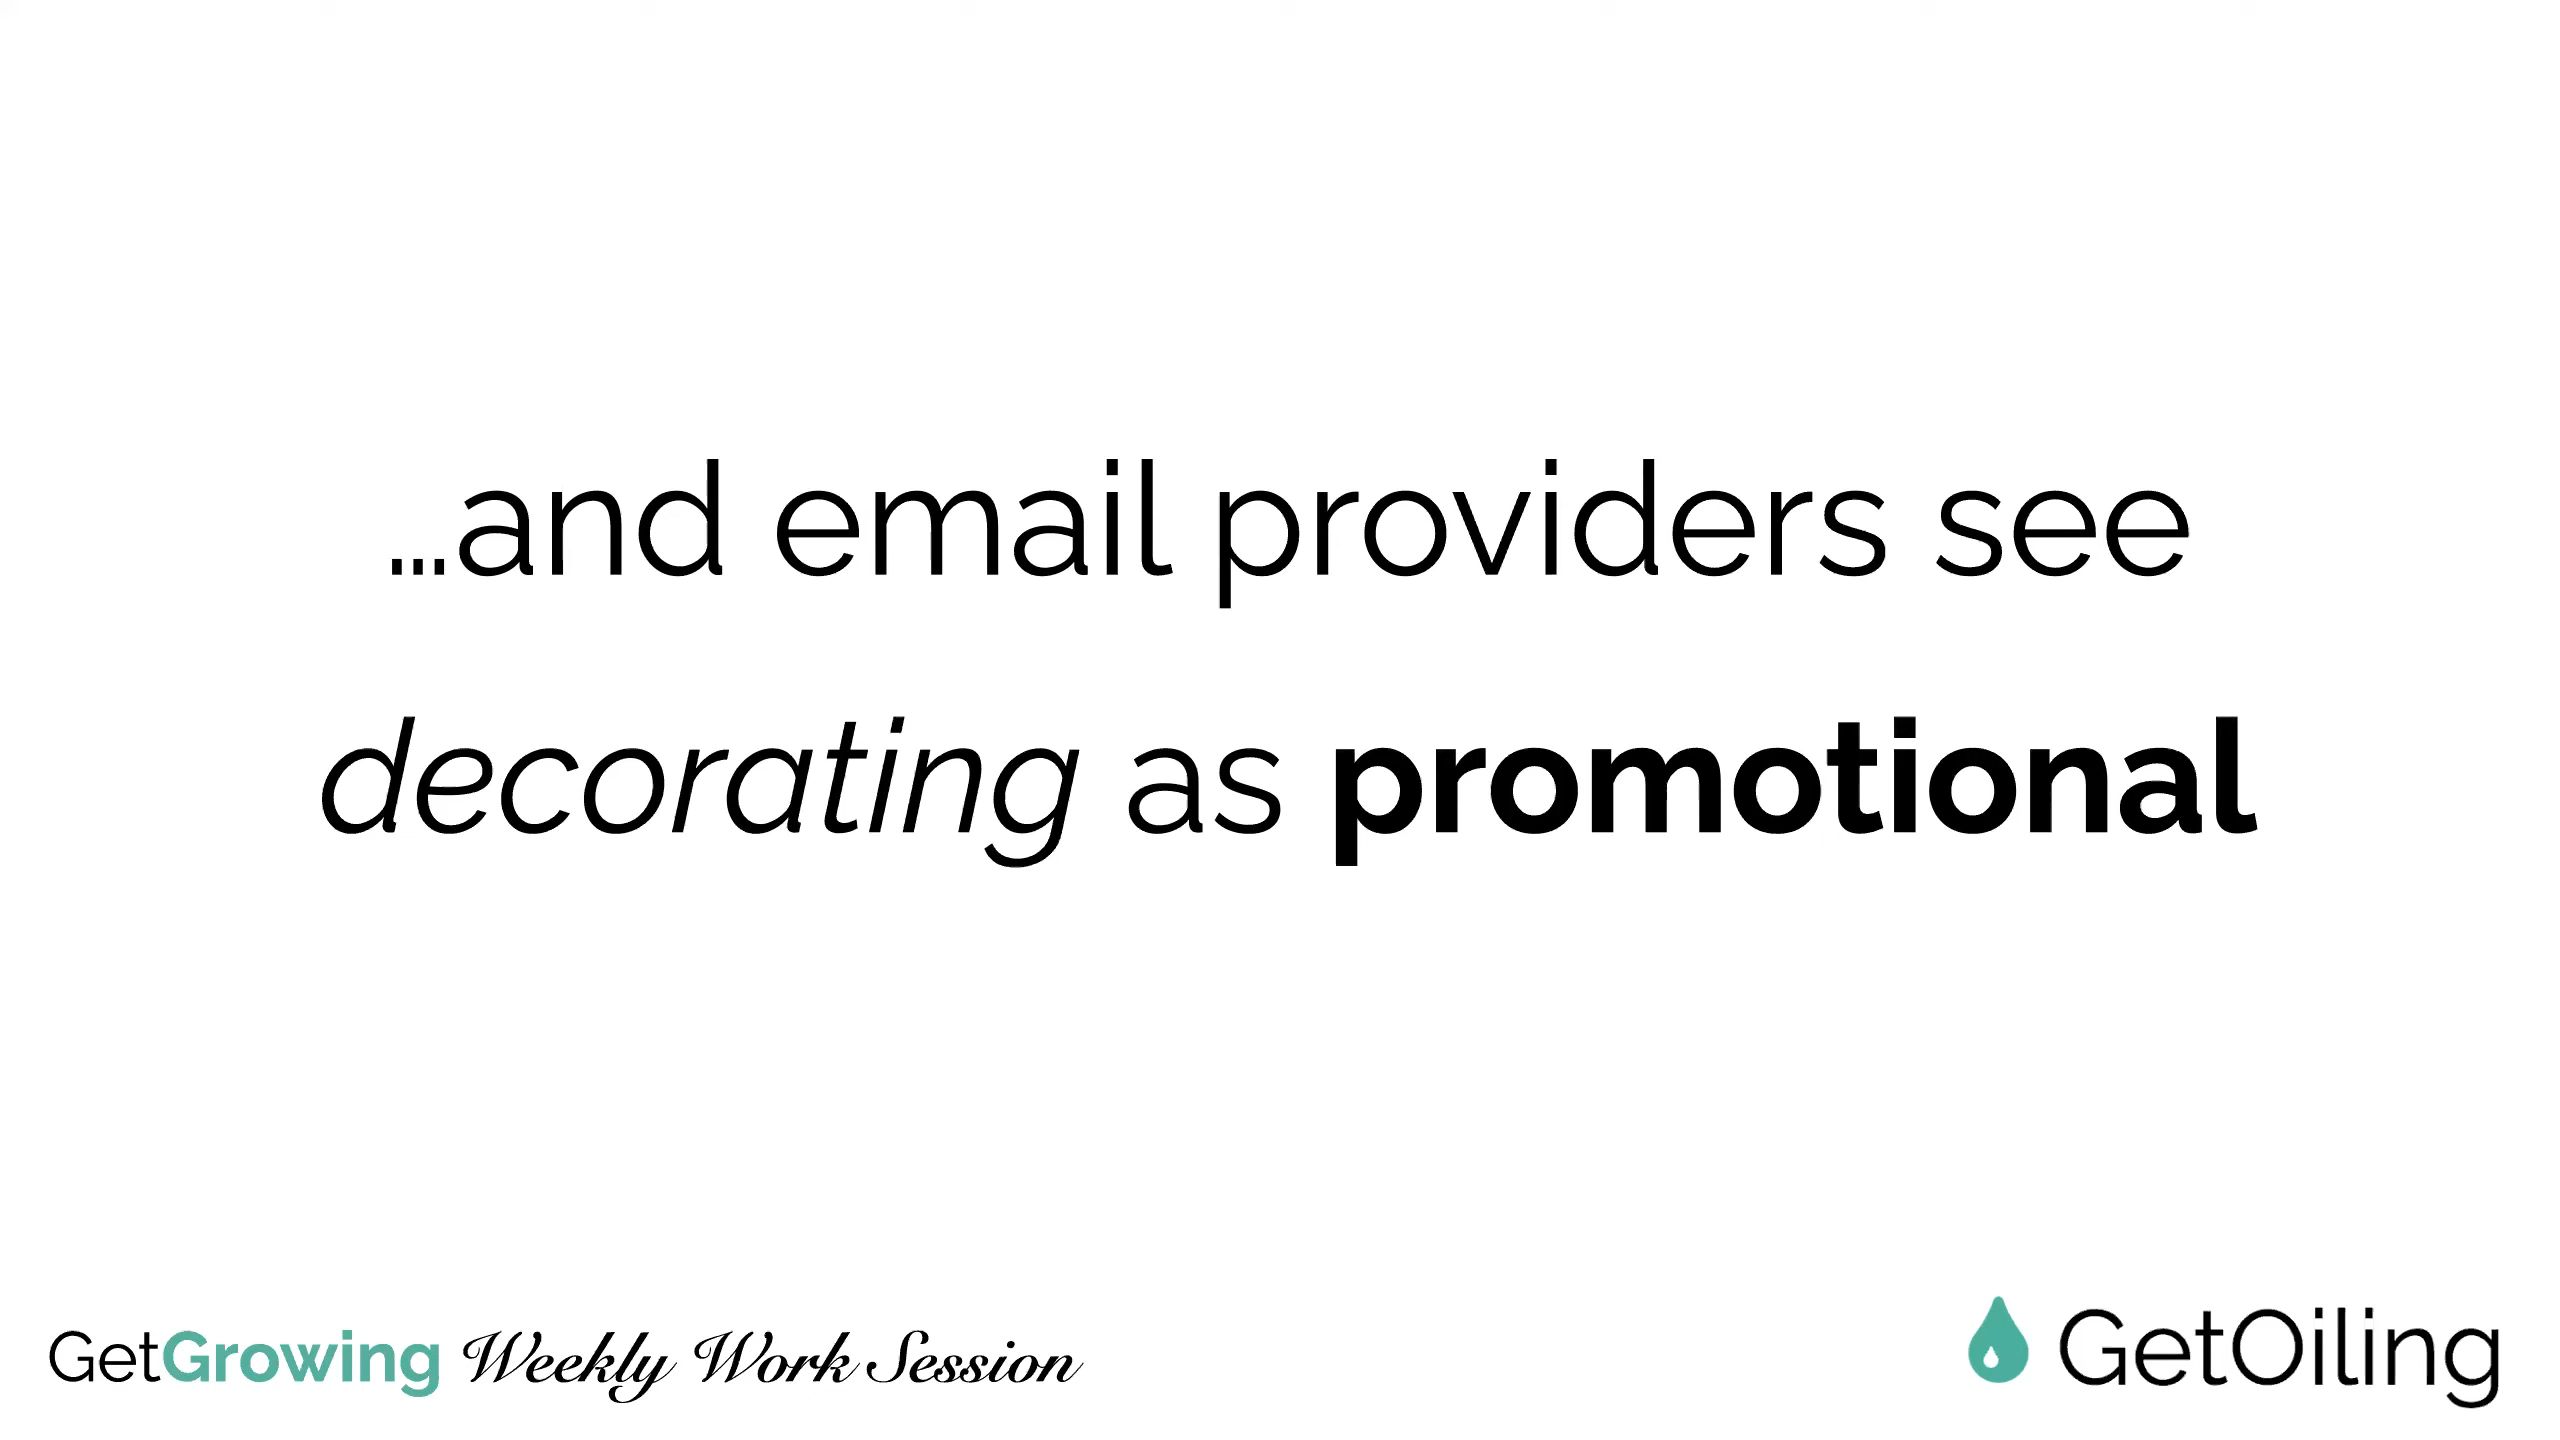 ...and email providers see
decorating as promotional
GetGrowing Weekly Work Session
GetOiling